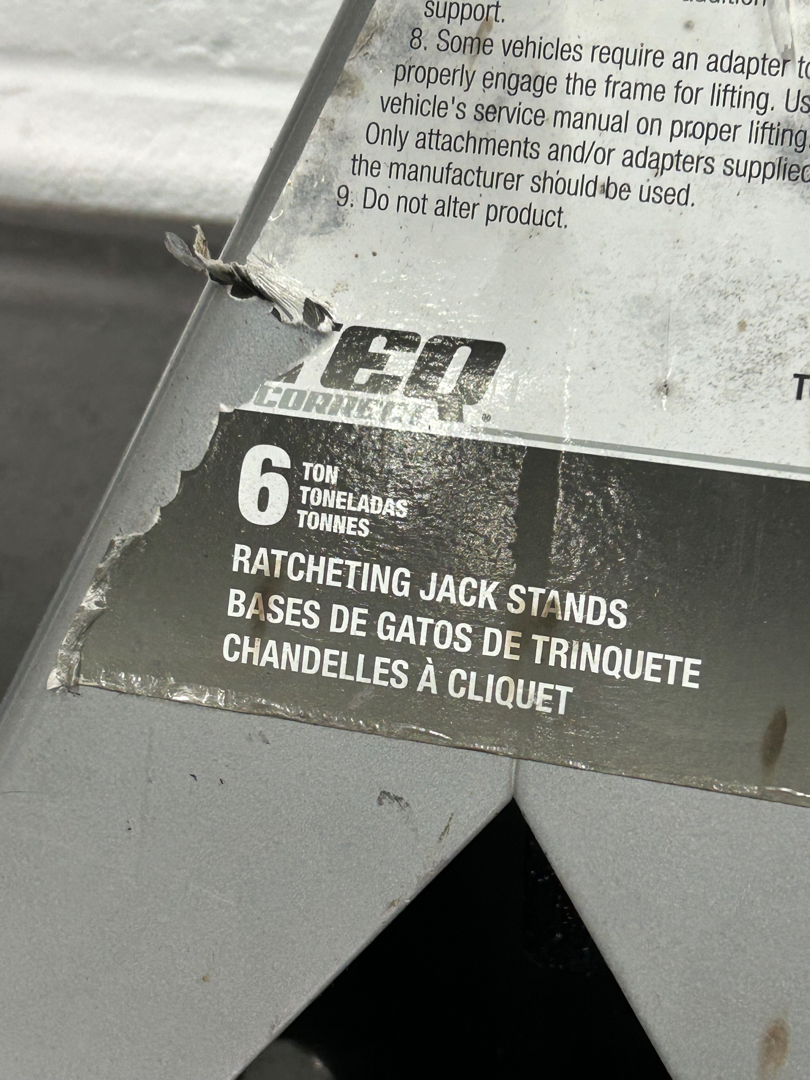 support.
8. Some vehicles require an adapter to
properly engage the frame for lifting. Us
vehicle's service manual on proper lifting.
Only attachments and/or adapters supplied
the manufacturer should be used.
9. Do not alter product.
TEQ
CORRECT
®
6
TON
TONELADAS
TONNES
RATCHETING JACK STANDS
BASES DE GATOS DE TRINQUETE
CHANDELLES À CLIQUET